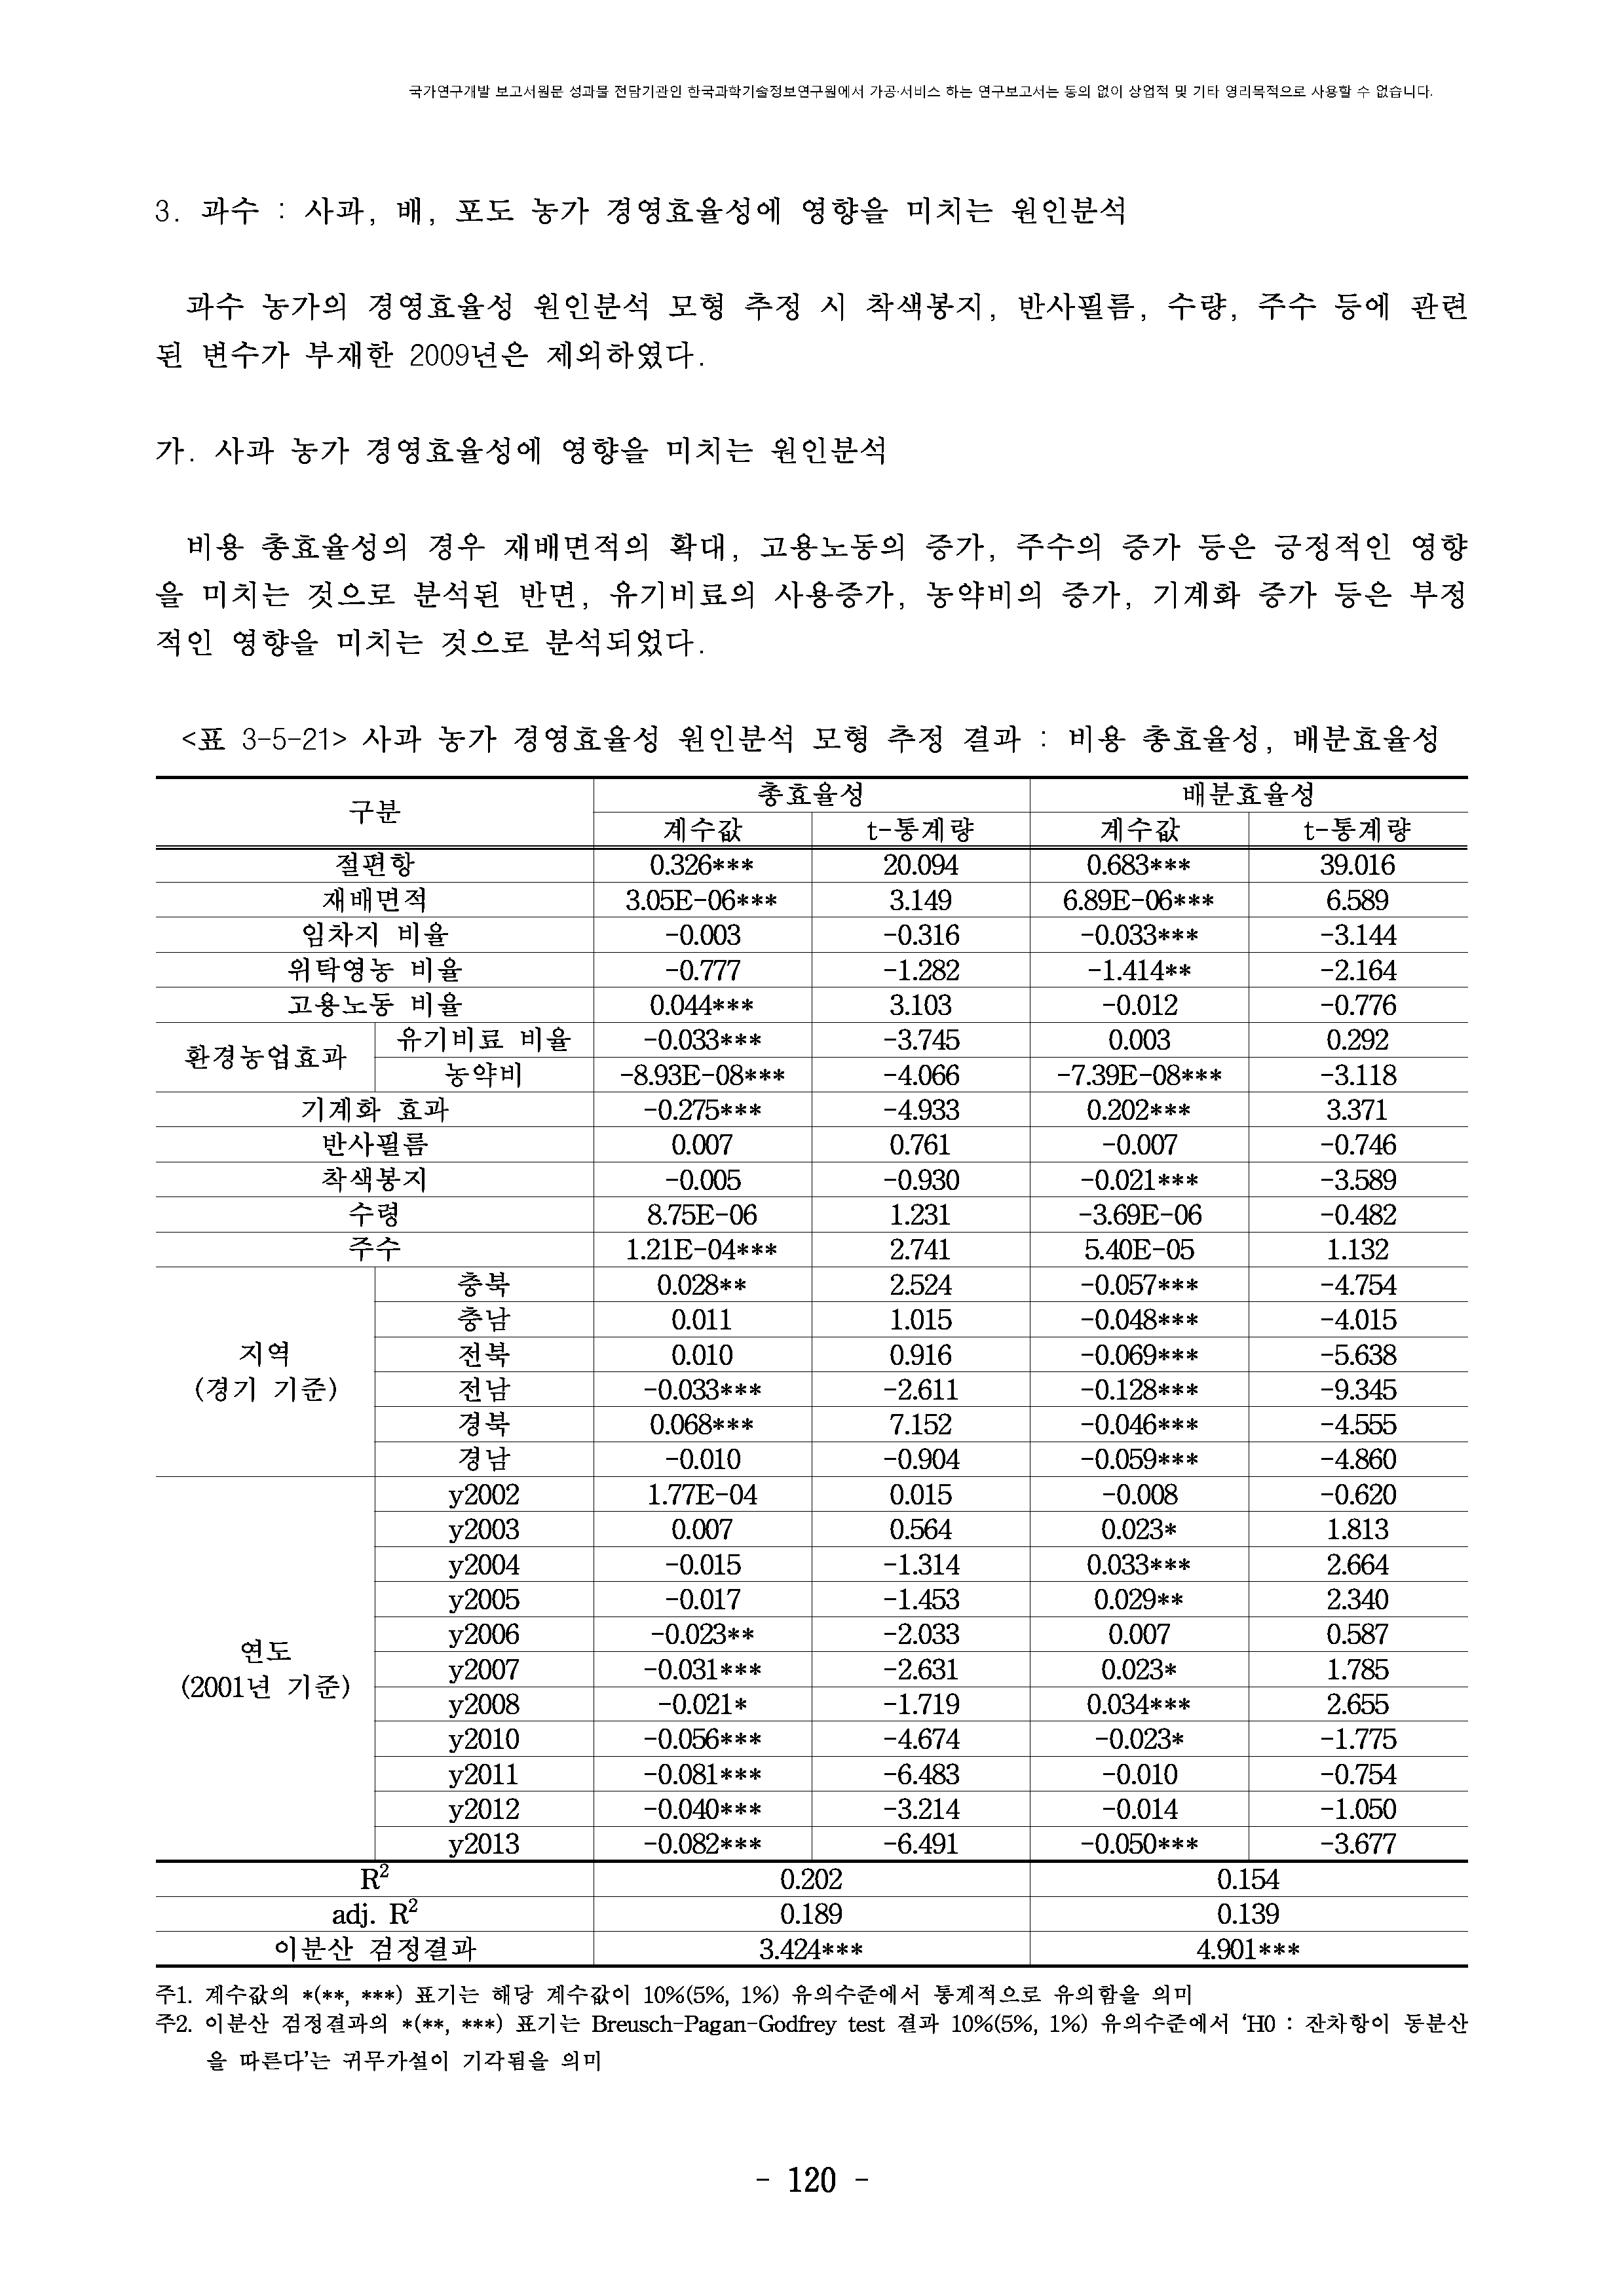 국가연구개발 보고서원문 성과물 전담기관인 한국과학기술정보연구원에서 가공·서비스 하는 연구보고서는 동의 없이 상업적 및 기타 영리목적으로 사용할 수 없습니다.
3. 과수 : 사과, 배, 포도 농가 경영효율성에 영향을 미치는 원인분석
과수 농가의 경영효율성 원인분석 모형 추정 시 착색봉지, 반사필름, 수량, 주수 등에 관련
된 변수가 부재한 2009년은 제외하였다.
가. 사과 농가 경영효율성에 영향을 미치는 원인분석
비용 총효율성의 경우 재배면적의 확대, 고용노동의 증가, 주수의 증가 등은 긍정적인 영향
을 미치는 것으로 분석된 반면, 유기비료의 사용증가, 농약비의 증가, 기계화 증가 등은 부정
적인 영향을 미치는 것으로 분석되었다.
<표 3-5-21> 사과 농가 경영효율성 원인분석 모형 추정 결과 : 비용 총효율성, 배분효율성
구분 총효율성 배분효율성
계수값 t-통계량 계수값 t-통계량
절편항 0.326*** 20.094 0.683*** 39.016
재배면적 3.05E-06*** 3.149 6.89E-06*** 6.589
임차지 비율 -0.003 -0.316 -0.033*** -3.144
위탁영농 비율 -0.777 -1.282 -1.414** -2.164
고용노동 비율 0.044*** 3.103 -0.012 -0.776
환경농업효과 유기비료 비율 -0.033*** -3.745 0.003 0.292
농약비 -8.93E-08*** -4.066 -7.39E-08*** -3.118
기계화 효과 -0.275*** -4.933 0.202*** 3.371
반사필름 0.007 0.761 -0.007 -0.746
착색봉지 -0.005 -0.930 -0.021*** -3.589
수령 8.75E-06 1.231 -3.69E-06 -0.482
주수 1.21E-04*** 2.741 5.40E-05 1.132
지역 (경기 기준) 충북 0.028** 2.524 -0.057*** -4.754
충남 0.011 1.015 -0.048*** -4.015
전북 0.010 0.916 -0.069*** -5.638
전남 -0.033*** -2.611 -0.128*** -9.345
경북 0.068*** 7.152 -0.046*** -4.555
경남 -0.010 -0.904 -0.059*** -4.860
연도 (2001년 기준) y2002 1.77E-04 0.015 -0.008 -0.620
y2003 0.007 0.564 0.023* 1.813
y2004 -0.015 -1.314 0.033*** 2.664
y2005 -0.017 -1.453 0.029** 2.340
y2006 -0.023** -2.033 0.007 0.587
y2007 -0.031*** -2.631 0.023* 1.785
y2008 -0.021* -1.719 0.034*** 2.655
y2010 -0.056*** -4.674 -0.023* -1.775
y2011 -0.081*** -6.483 -0.010 -0.754
y2012 -0.040*** -3.214 -0.014 -1.050
y2013 -0.082*** -6.491 -0.050*** -3.677
R² 0.202 0.154
adj. R² 0.189 0.139
이분산 검정결과 3.424*** 4.901***
주1. 계수값의 *(**, ***) 표기는 해당 계수값이 10%(5%, 1%) 유의수준에서 통계적으로 유의함을 의미
주2. 이분산 검정결과의 *(**, ***) 표기는 Breusch-Pagan-Godfrey test 결과 10%(5%, 1%) 유의수준에서 ‘H0 : 잔차항이 동분산
을 따른다’는 귀무가설이 기각됨을 의미
- 120 -